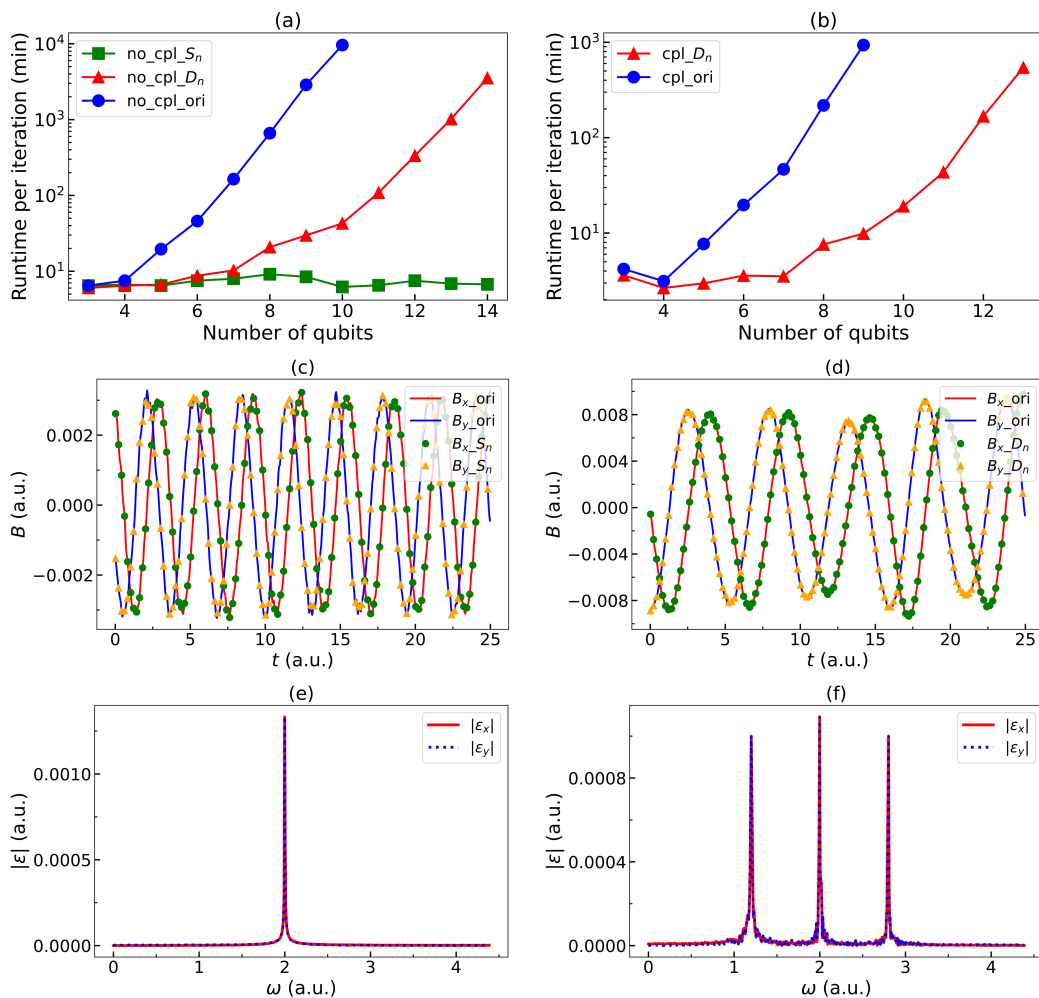 (a)
10^4
10^3
10^2
10^1
Runtime per iteration (min)
no_cpl_S_n
no_cpl_D_n
no_cpl_ori
4 6 8 10 12 14
Number of qubits
(b)
10^3
10^2
10^1
Runtime per iteration (min)
cpl_D_n
cpl_ori
4 6 8 10 12
Number of qubits
(c)
0.002
0.000
−0.002
B
B_x_ori
B_y_ori
B_x_S_n
B_y_S_n
0 5 10 15 20 25
t (a.u.)
(d)
0.008
0.004
0.000
−0.004
−0.008
B
B_x_ori
B_y_ori
B_x_D_n
B_y_D_n
0 5 10 15 20 25
t (a.u.)
(e)
0.0010
0.0005
0.0000
|ε| (a.u.)
|ε_x|
|ε_y|
0 2 4
ω (a.u.)
(f)
0.0008
0.0004
0.0000
|ε| (a.u.)
|ε_x|
|ε_y|
0 1 2 3 4
ω (a.u.)